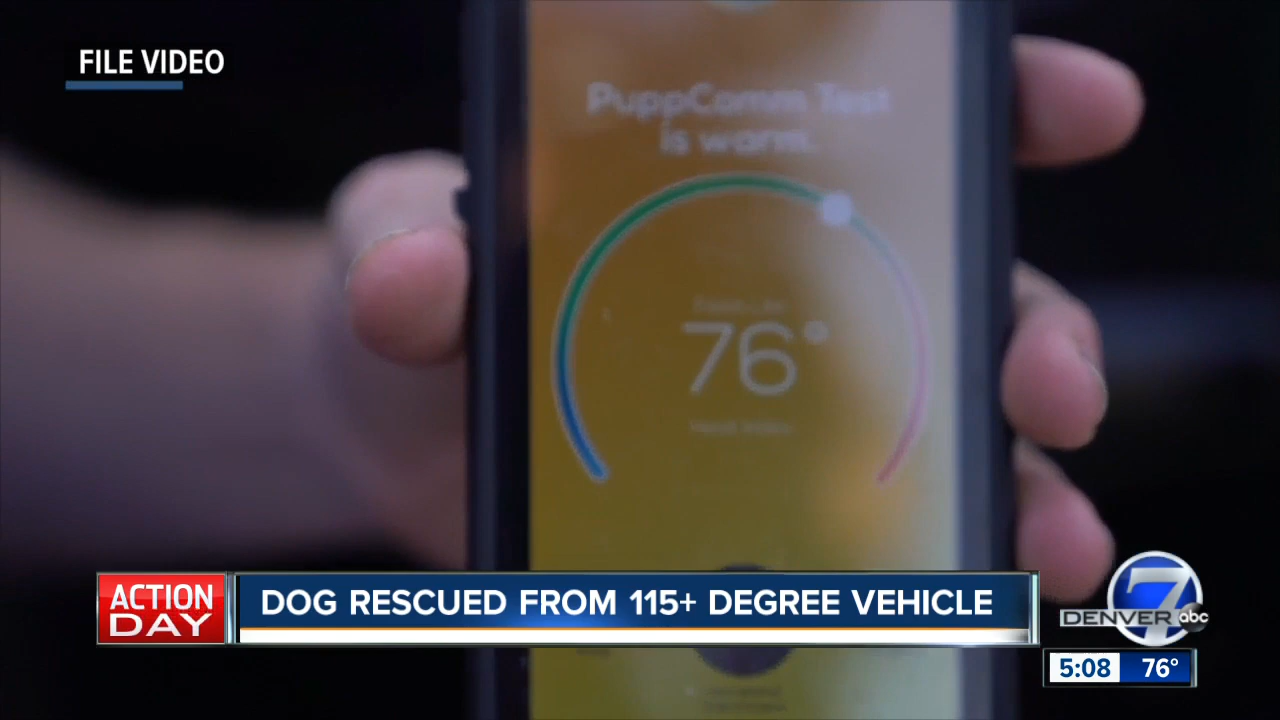 FILE VIDEO
PuppComm Test
is warm.
76°
ACTION
DAY
DOG RESCUED FROM 115+ DEGREE VEHICLE
7
DENVER abc
5:08 76°